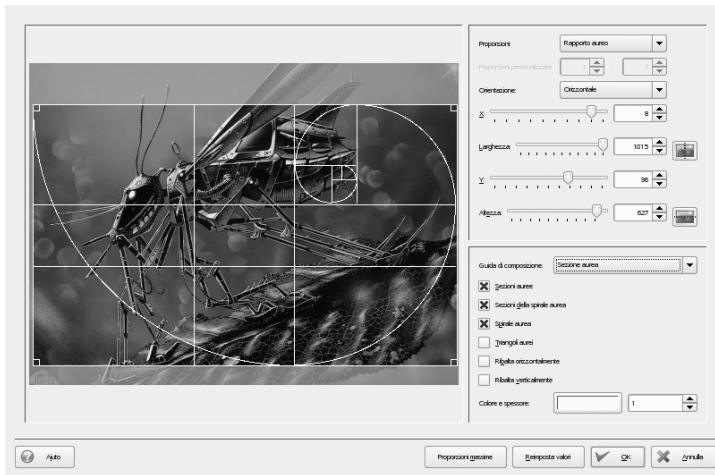 Proporzioni: Rapporto aureo
Proporzioni personalizzate: 1 1
Orientazione: Orizzontale
X: 8
Larghezza: 1015
Y: 96
Altezza: 627
Guida di composizione: Sezione aurea
Sezioni auree
Sezioni della spirale aurea
Spirale aurea
Triangoli aurei
Ribalta orizzontalmente
Ribalta verticalmente
Colore e spessore: 1
Aiuto
Proporzioni massime
Reimposta valori
OK
Annulla